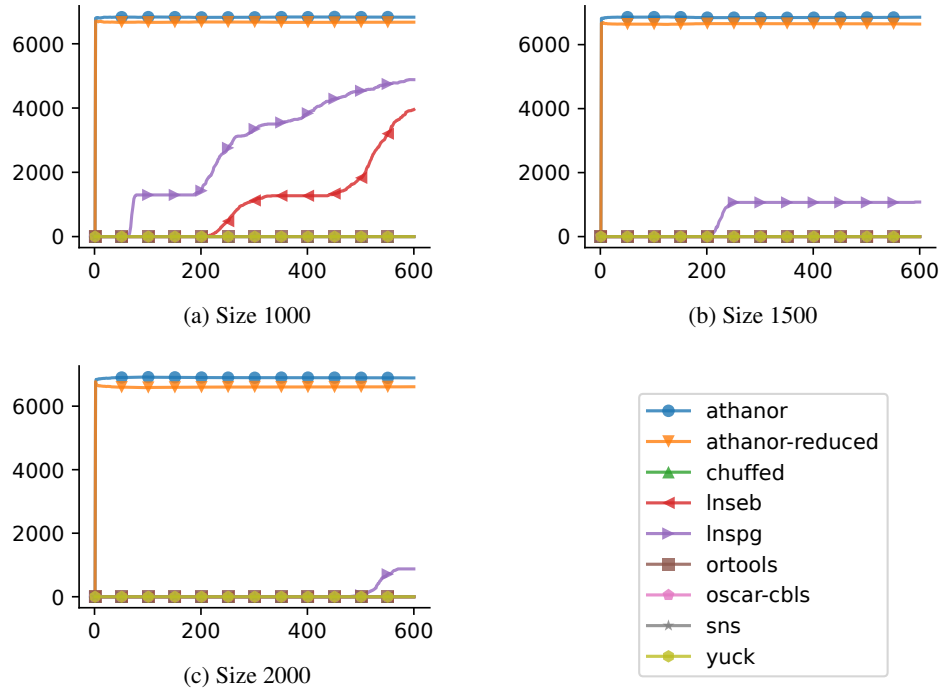 6000
4000
2000
0
0 200 400 600
(a) Size 1000
6000
4000
2000
0
0 200 400 600
(b) Size 1500
6000
4000
2000
0
0 200 400 600
(c) Size 2000
athanor
athanor-reduced
chuffed
lnseb
lnspg
ortools
oscar-cbls
sns
yuck